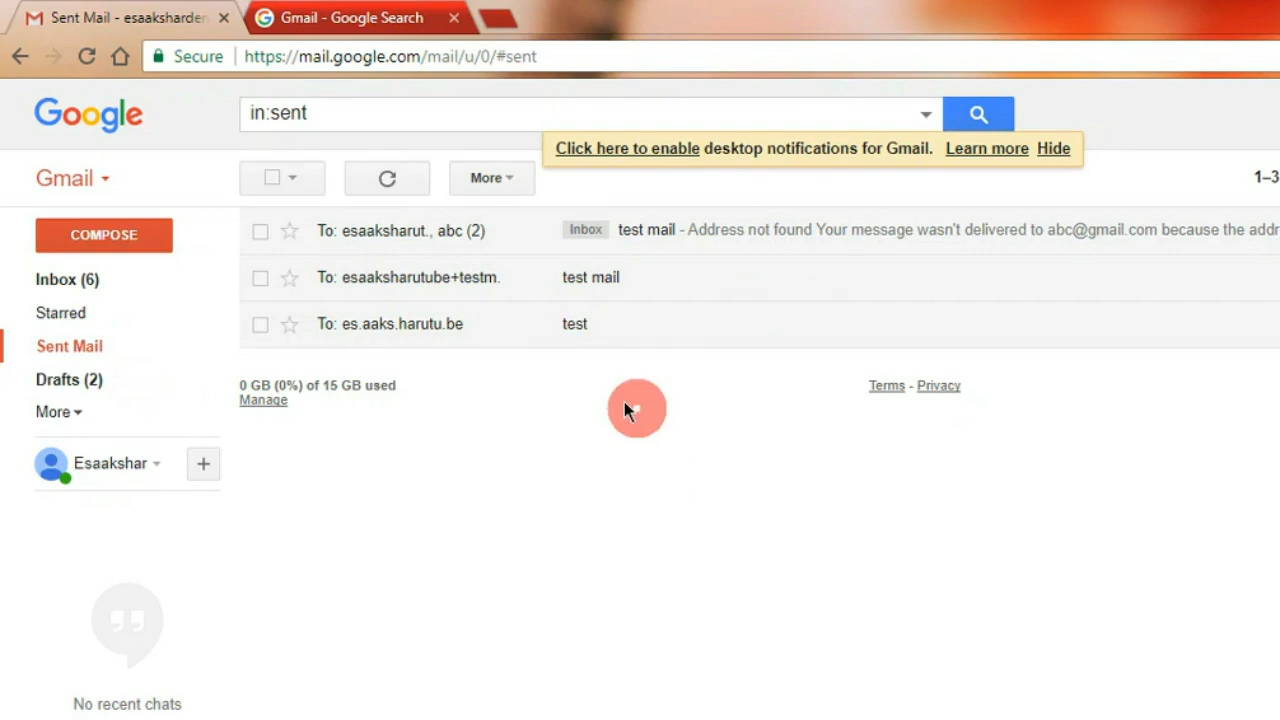 Sent Mail - esaaksharden
Gmail - Google Search
Secure https://mail.google.com/mail/u/0/#sent
Google
in:sent
Click here to enable desktop notifications for Gmail. Learn more Hide
Gmail
More
1–3
COMPOSE
To: esaaksharut., abc (2) Inbox test mail - Address not found Your message wasn't delivered to abc@gmail.com because the addr
Inbox (6)
To: esaaksharutube+testm. test mail
Starred
To: es.aaks.harutu.be test
Sent Mail
Drafts (2)
0 GB (0%) of 15 GB used
Manage
Terms - Privacy
More
Esaakshar
No recent chats